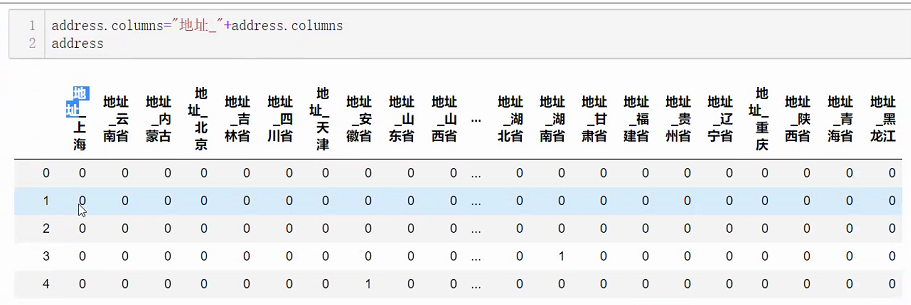 1 address.columns="地址_"+address.columns
2 address
地址_上海 地址_云南省 地址_内蒙古 地址_北京 地址_吉林省 地址_四川省 地址_天津 地址_安徽省 地址_山东省 地址_山西省 ... 地址_湖北省 地址_湖南省 地址_甘肃省 地址_福建省 地址_贵州省 地址_辽宁省 地址_重庆 地址_陕西省 地址_青海省 地址_黑龙江
0 0 0 0 0 0 0 0 0 0 0 ... 0 0 0 0 0 0 0 0 0 0
1 0 0 0 0 0 0 0 0 0 0 ... 0 0 0 0 0 0 0 0 0 0
2 0 0 0 0 0 0 0 0 0 0 ... 0 0 0 0 0 0 0 0 0 0
3 0 0 0 0 0 0 0 0 0 0 ... 0 1 0 0 0 0 0 0 0 0
4 0 0 0 0 0 0 0 1 0 0 ... 0 0 0 0 0 0 0 0 0 0